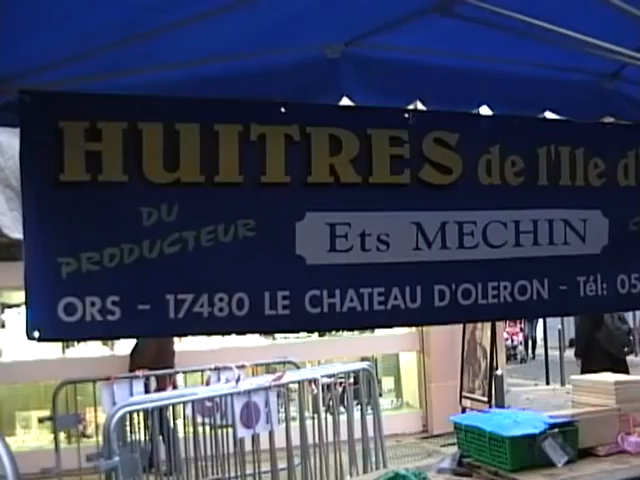 HUITRES de l'Ile d'
DU
PRODUCTEUR
Ets MECHIN
ORS - 17480 LE CHATEAU D'OLERON - Tél: 05